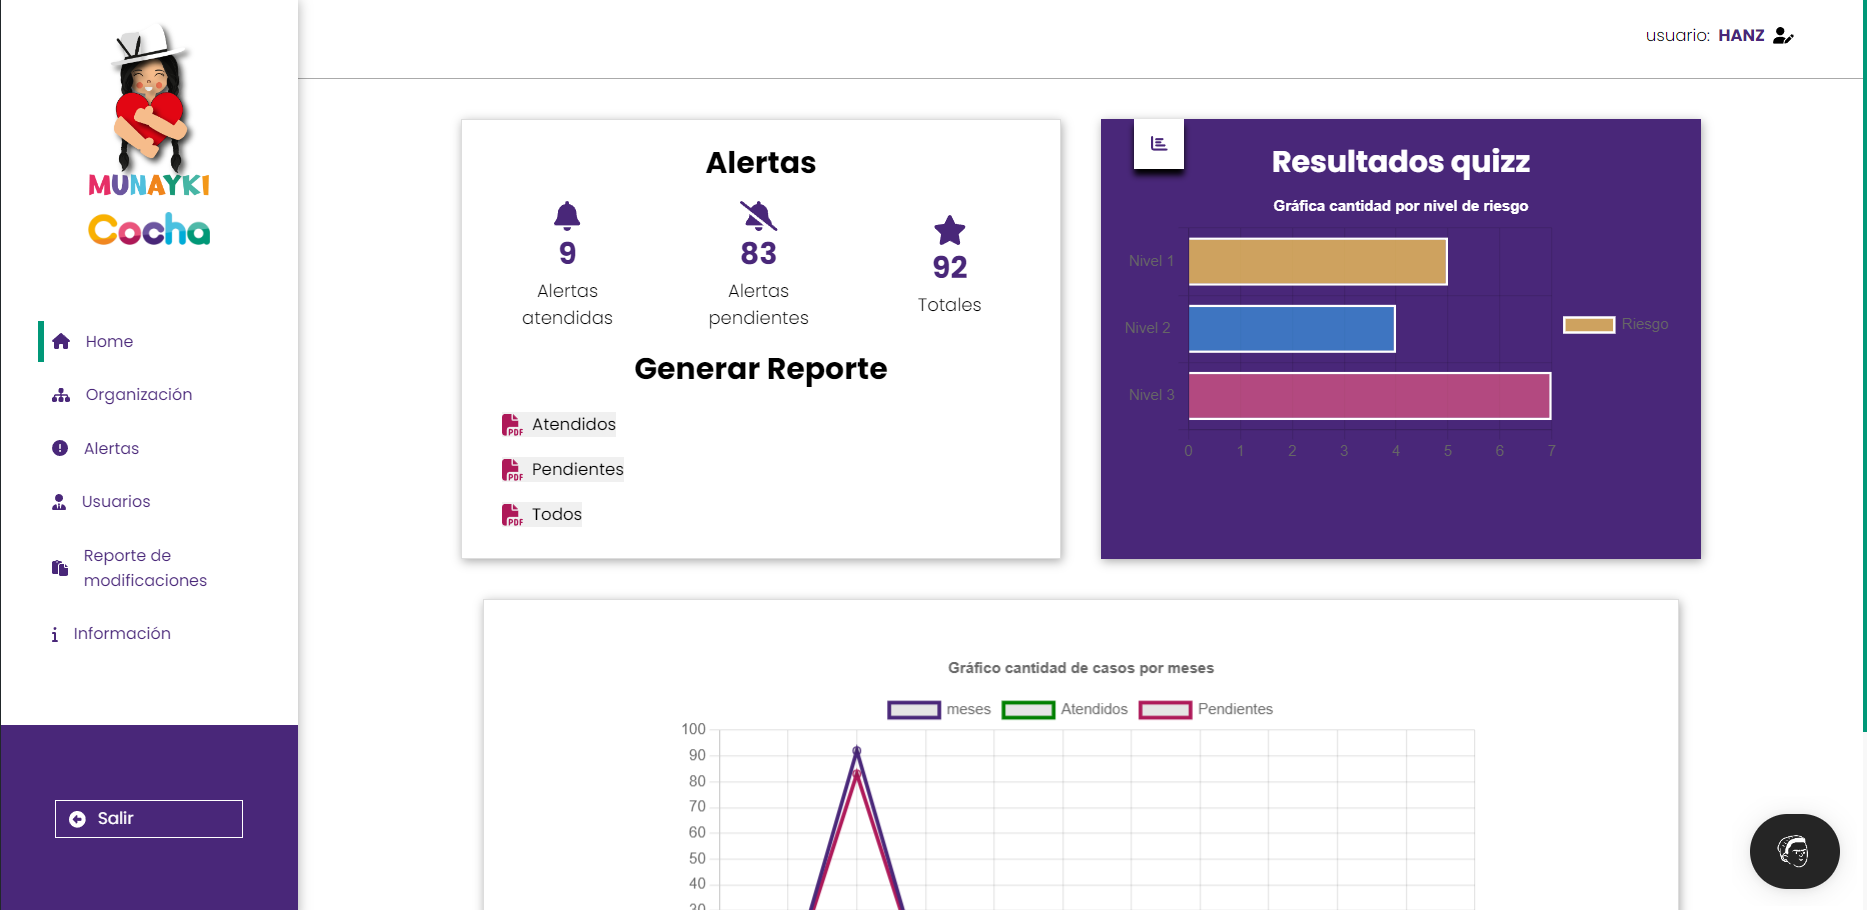 MUNAYKI
Cocha
Home
Organización
Alertas
Usuarios
Reporte de
modificaciones
Información
Salir
usuario: HANZ
Alertas
9
Alertas
atendidas
83
Alertas
pendientes
92
Totales
Generar Reporte
PDF Atendidos
PDF Pendientes
PDF Todos
Resultados quizz
Gráfica cantidad por nivel de riesgo
Nivel 1
Nivel 2
Nivel 3
0 1 2 3 4 5 6 7
Riesgo
Gráfico cantidad de casos por meses
meses Atendidos Pendientes
100
90
80
70
60
50
40
30